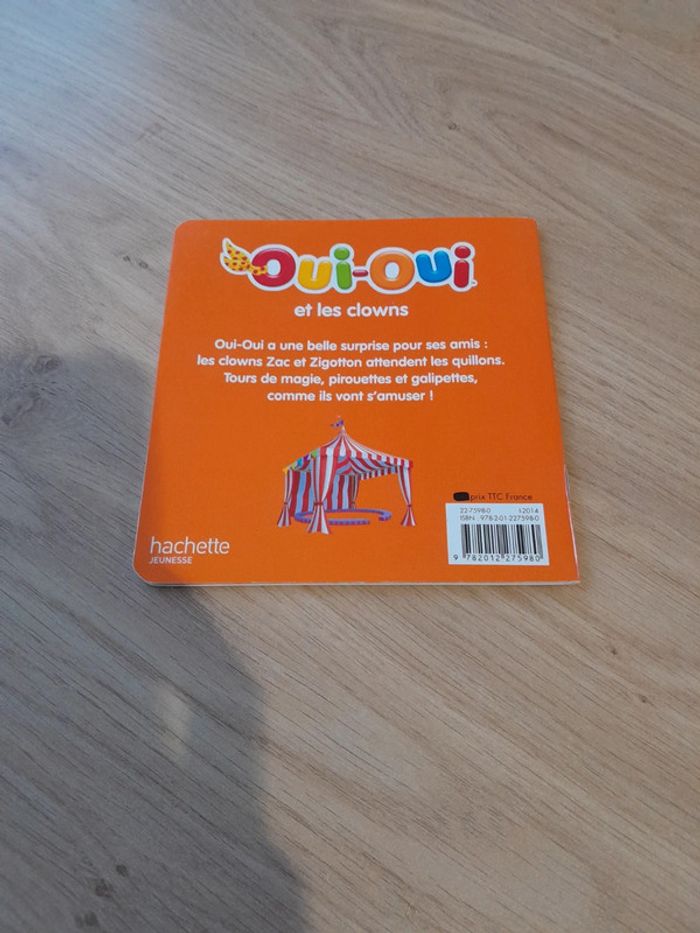 Oui-Oui
et les clowns
Oui-Oui a une belle surprise pour ses amis :
les clowns Zac et Zigotton attendent les quillons.
Tours de magie, pirouettes et galipettes,
comme ils vont s'amuser !
prix TTC France
22-7598-0
ISBN 978-2-01-227598-0
9 782012 275980
hachette
JEUNESSE